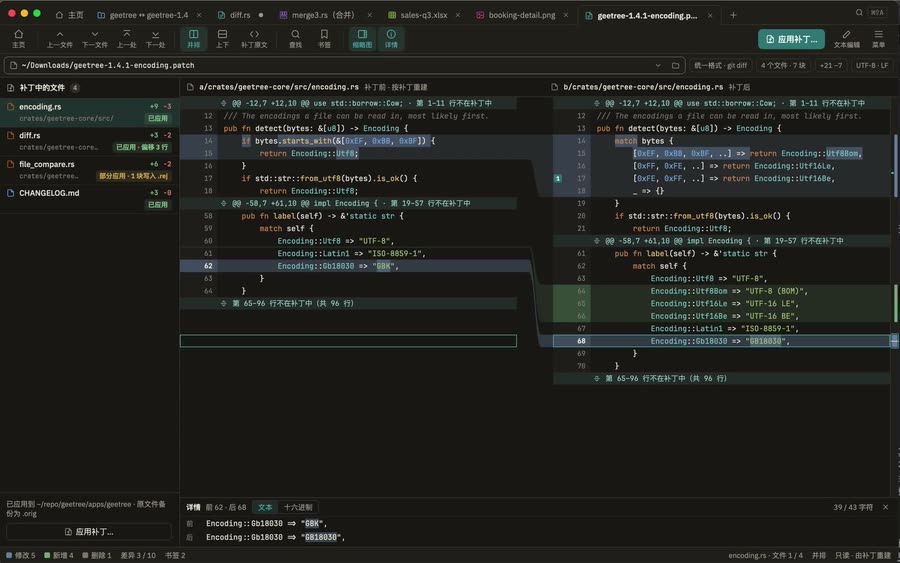 主页
geetree ↔ geetree-1.4
diff.rs
merge3.rs（合并）
sales-q3.xlsx
booking-detail.png
geetree-1.4.1-encoding.p…
⌘⇧A
主页
上一文件
下一文件
上一处
下一处
并排
上下
补丁原文
查找
书签
缩略图
详情
应用补丁…
文本编辑
菜单
~/Downloads/geetree-1.4.1-encoding.patch
统一格式 · git diff
4 个文件 · 7 块
+21 −7
UTF-8 · LF
补丁中的文件 4
encoding.rs +9 -3
crates/geetree-core/src/ 已应用
diff.rs +3 -2
crates/geetree-core… 已应用 · 偏移 3 行
file_compare.rs +6 -2
crates/geetree… 部分应用 · 1 块写入 .rej
CHANGELOG.md +3 -0
已应用
已应用到 ~/repo/geetree/apps/geetree · 原文件备
份为 .orig
应用补丁…
a/crates/geetree-core/src/encoding.rs 补丁前 · 按补丁重建
@@ -12,7 +12,10 @@ use std::borrow::Cow; · 第 1-11 行不在补丁中
12 /// The encodings a file can be read in, most likely first.
13 pub fn detect(bytes: &[u8]) -> Encoding {
14 if bytes.starts_with(&[0xEF, 0xBB, 0xBF]) {
15 return Encoding::Utf8;
16 }
17 if std::str::from_utf8(bytes).is_ok() {
18 return Encoding::Utf8;
@@ -58,7 +61,10 @@ impl Encoding { · 第 19-57 行不在补丁中
58 pub fn label(self) -> &'static str {
59 match self {
60 Encoding::Utf8 => "UTF-8",
61 Encoding::Latin1 => "ISO-8859-1",
62 Encoding::Gb18030 => "GBK",
63 }
64 }
第 65-96 行不在补丁中（共 96 行）
b/crates/geetree-core/src/encoding.rs 补丁后
@@ -12,7 +12,10 @@ use std::borrow::Cow; · 第 1-11 行不在补丁中
12 /// The encodings a file can be read in, most likely first.
13 pub fn detect(bytes: &[u8]) -> Encoding {
14 match bytes {
15 [0xEF, 0xBB, 0xBF, ..] => return Encoding::Utf8Bom,
16 [0xFF, 0xFE, ..] => return Encoding::Utf16Le,
1 17 [0xFE, 0xFF, ..] => return Encoding::Utf16Be,
18 _ => {}
19 }
20 if std::str::from_utf8(bytes).is_ok() {
21 return Encoding::Utf8;
@@ -58,7 +61,10 @@ impl Encoding { · 第 19-57 行不在补丁中
61 pub fn label(self) -> &'static str {
62 match self {
63 Encoding::Utf8 => "UTF-8",
64 Encoding::Utf8Bom => "UTF-8 (BOM)",
65 Encoding::Utf16Le => "UTF-16 LE",
66 Encoding::Utf16Be => "UTF-16 BE",
67 Encoding::Latin1 => "ISO-8859-1",
68 Encoding::Gb18030 => "GB18030",
69 }
70 }
第 65-96 行不在补丁中（共 96 行）
详情 前 62 · 后 68 文本 十六进制 39 / 43 字符
前 Encoding::Gb18030 => "GBK",
后 Encoding::Gb18030 => "GB18030",
修改 5 新增 4 删除 1 差异 3 / 10 书签 2
encoding.rs · 文件 1 / 4 并排 只读 · 由补丁重建